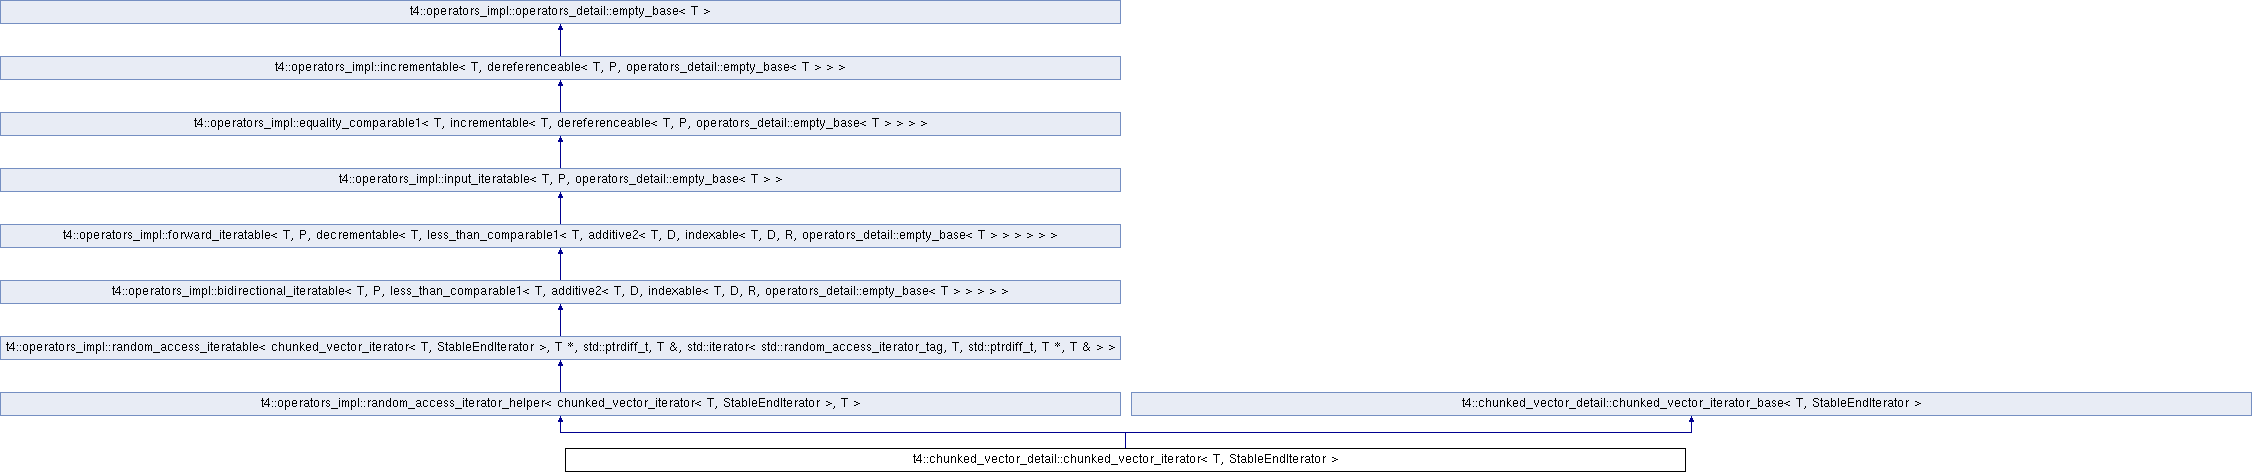 t4::operators_impl::operators_detail::empty_base< T >
t4::operators_impl::incrementable< T, dereferenceable< T, P, operators_detail::empty_base< T > > >
t4::operators_impl::equality_comparable1< T, incrementable< T, dereferenceable< T, P, operators_detail::empty_base< T > > > >
t4::operators_impl::input_iteratable< T, P, operators_detail::empty_base< T > >
t4::operators_impl::forward_iteratable< T, P, decrementable< T, less_than_comparable1< T, additive2< T, D, indexable< T, D, R, operators_detail::empty_base< T > > > > > >
t4::operators_impl::bidirectional_iteratable< T, P, less_than_comparable1< T, additive2< T, D, indexable< T, D, R, operators_detail::empty_base< T > > > > >
t4::operators_impl::random_access_iteratable< chunked_vector_iterator< T, StableEndIterator >, T *, std::ptrdiff_t, T &, std::iterator< std::random_access_iterator_tag, T, std::ptrdiff_t, T *, T & > >
t4::operators_impl::random_access_iterator_helper< chunked_vector_iterator< T, StableEndIterator >, T >
t4::chunked_vector_detail::chunked_vector_iterator_base< T, StableEndIterator >
t4::chunked_vector_detail::chunked_vector_iterator< T, StableEndIterator >